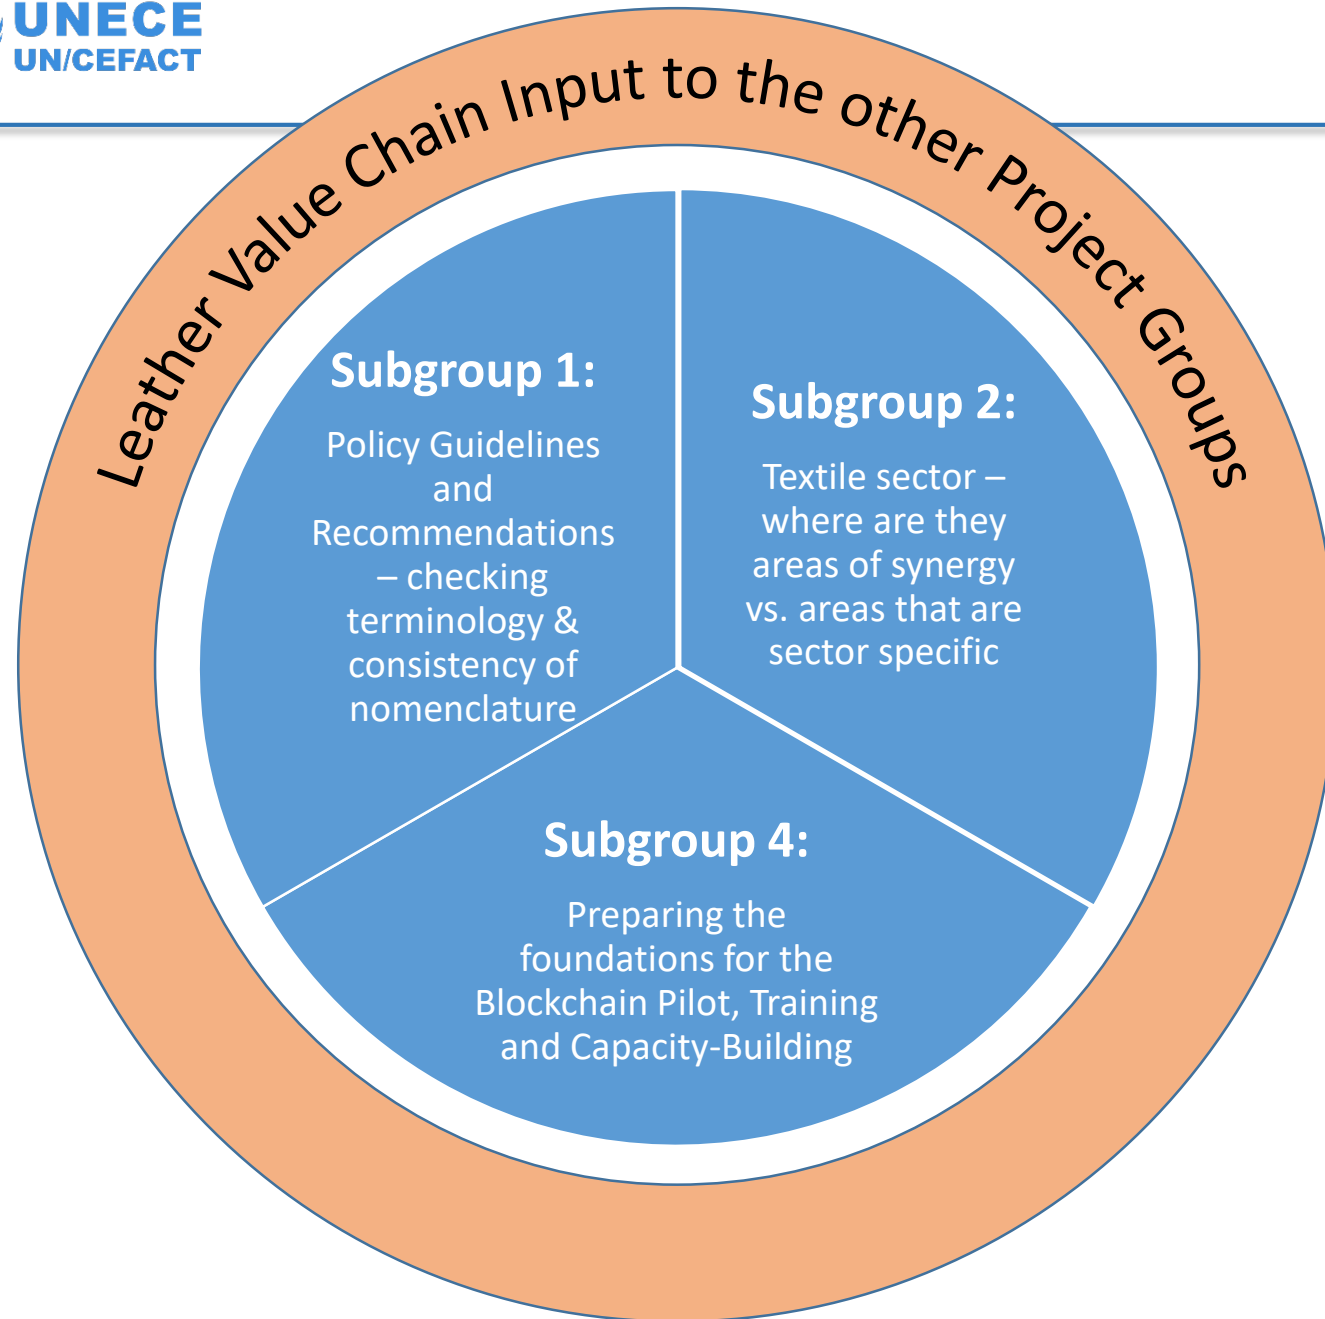 UNECE
UN/CEFACT
Leather Value Chain Input to the other Project Groups
Subgroup 1:
Policy Guidelines
and
Recommendations
– checking
terminology &
consistency of
nomenclature
Subgroup 2:
Textile sector –
where are they
areas of synergy
vs. areas that are
sector specific
Subgroup 4:
Preparing the
foundations for the
Blockchain Pilot, Training
and Capacity-Building